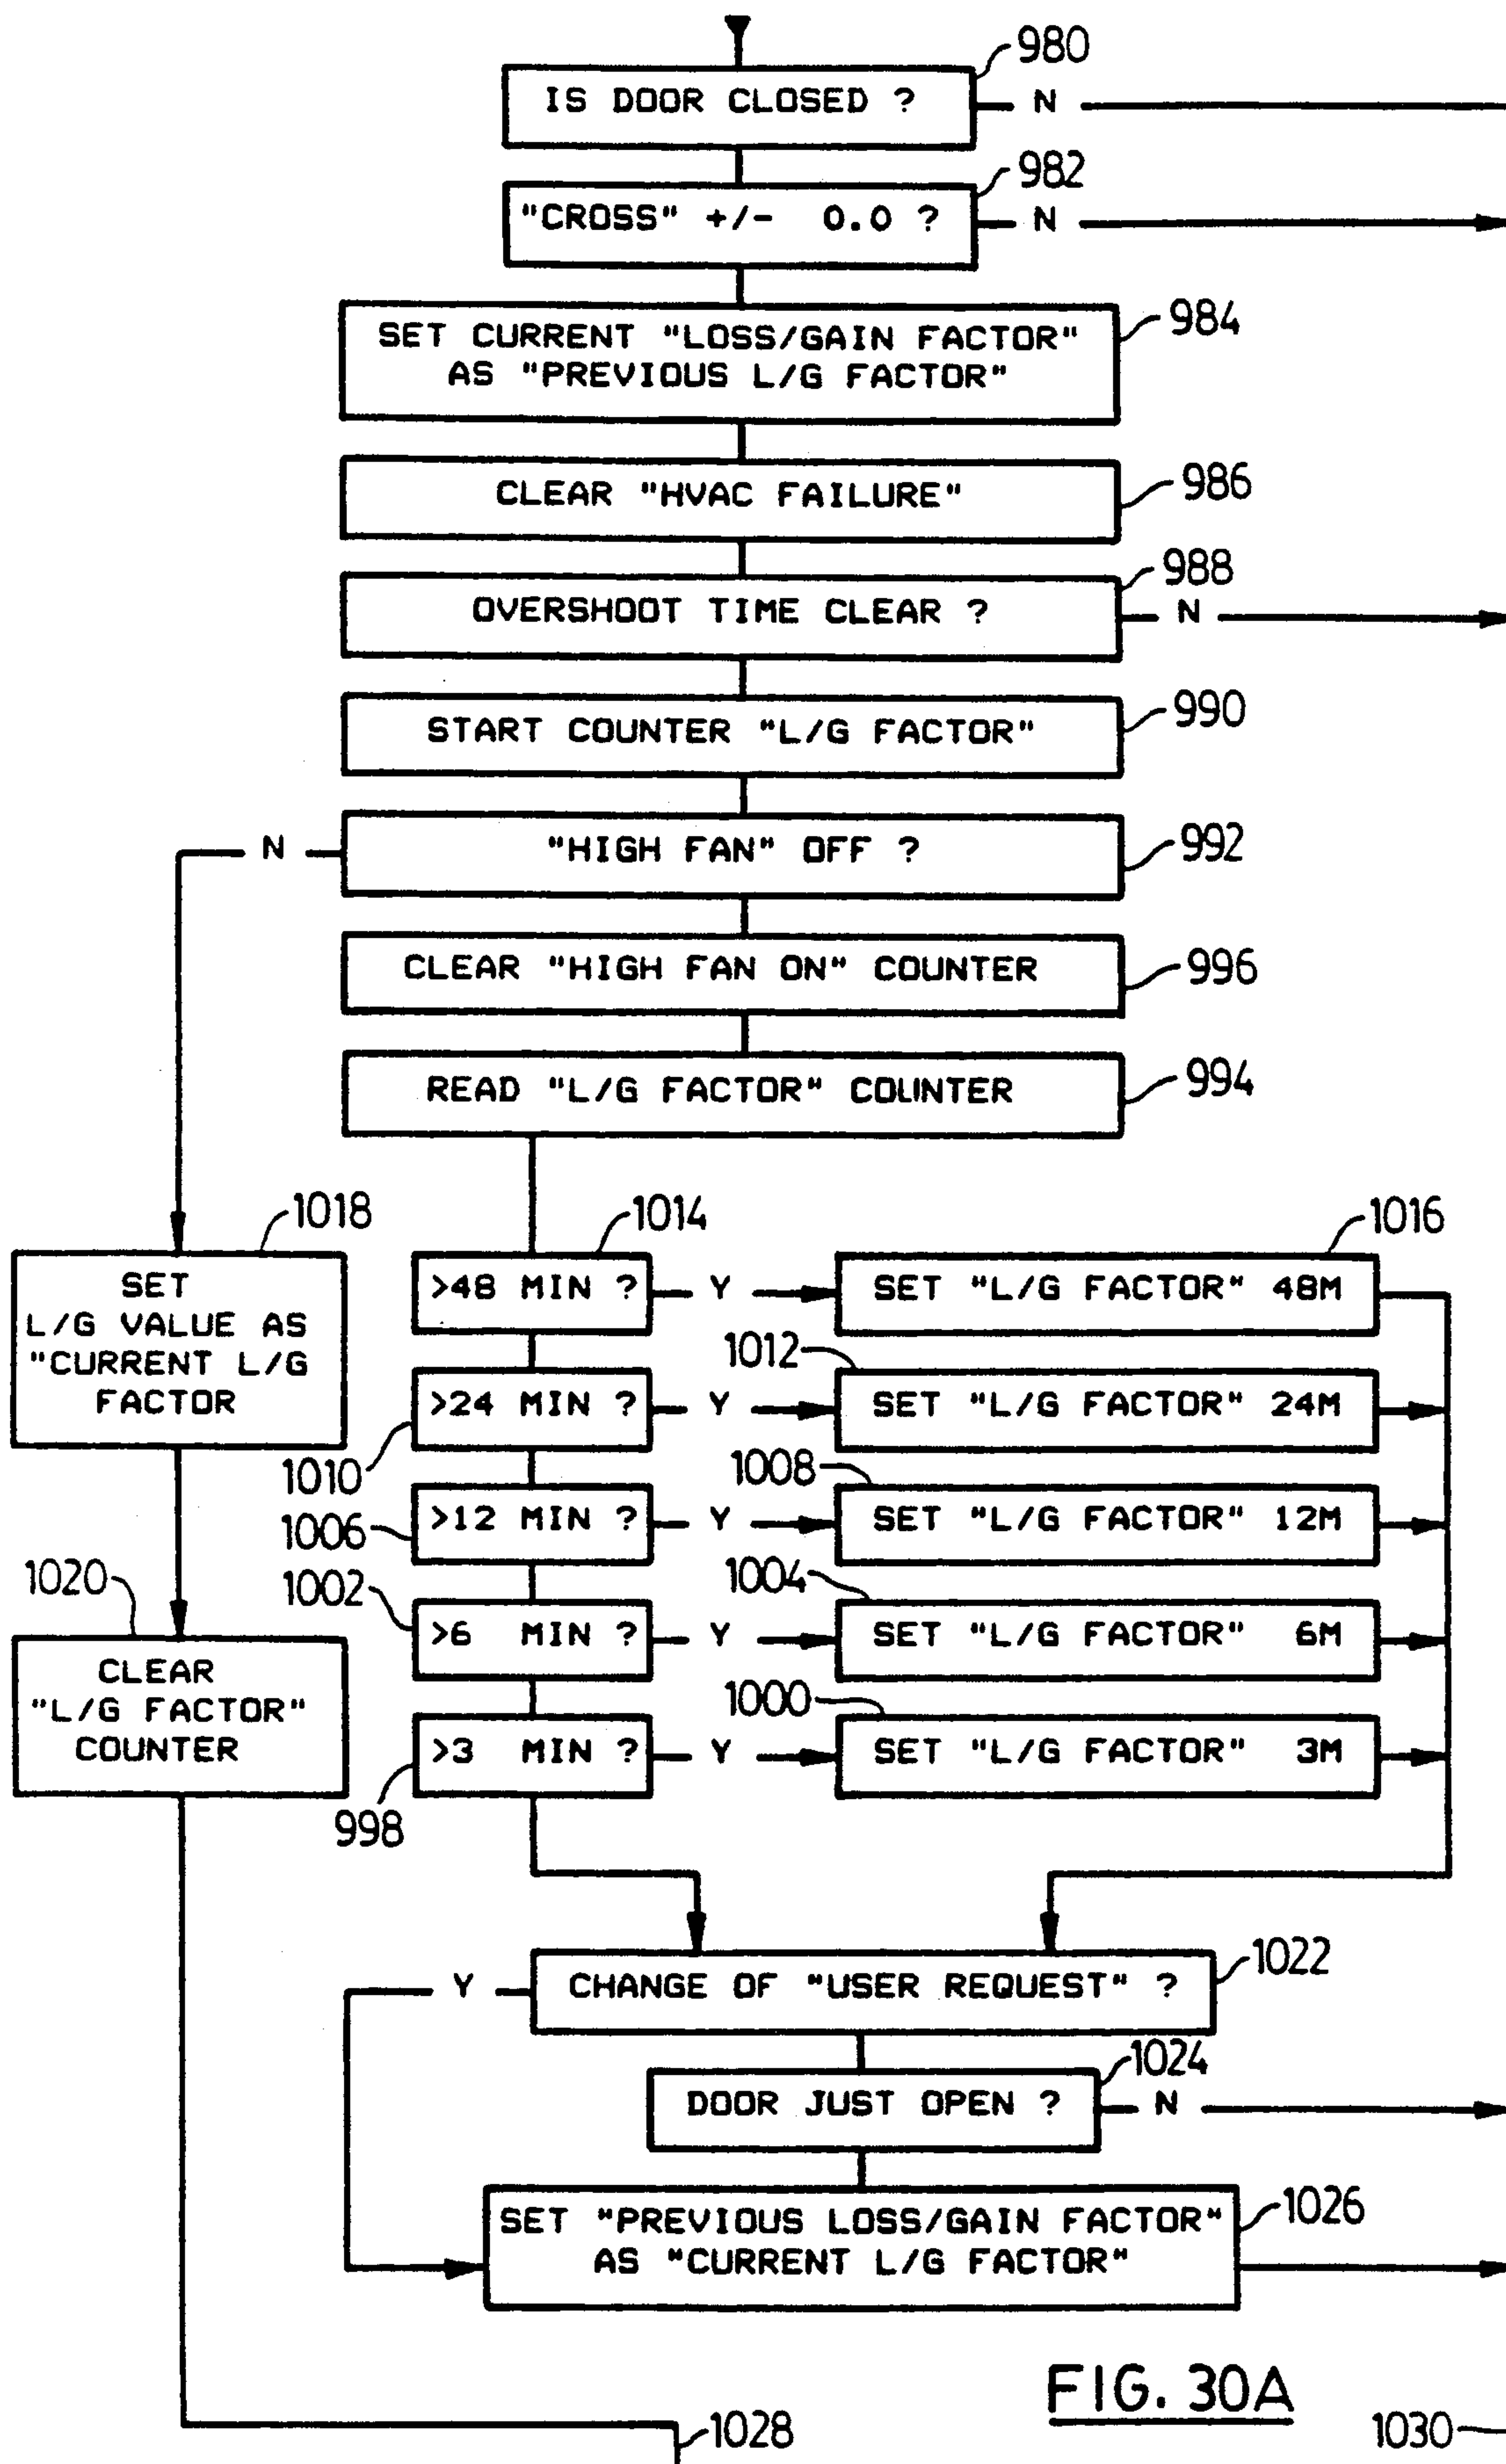 980
IS DOOR CLOSED ? N
982
"CROSS" +/- 0.0 ? N
984
SET CURRENT "LOSS/GAIN FACTOR"
AS "PREVIOUS L/G FACTOR"
986
CLEAR "HVAC FAILURE"
988
OVERSHOOT TIME CLEAR ? N
990
START COUNTER "L/G FACTOR"
992
N "HIGH FAN" OFF ?
996
CLEAR "HIGH FAN ON" COUNTER
994
READ "L/G FACTOR" COUNTER
1018
SET
L/G VALUE AS
"CURRENT L/G
FACTOR
1020
CLEAR
"L/G FACTOR"
COUNTER
1014
>48 MIN ? Y
1016
SET "L/G FACTOR" 48M
1010
>24 MIN ? Y
1012
SET "L/G FACTOR" 24M
1006
>12 MIN ? Y
1008
SET "L/G FACTOR" 12M
1002
>6 MIN ? Y
1004
SET "L/G FACTOR" 6M
998
>3 MIN ? Y
1000
SET "L/G FACTOR" 3M
1022
Y CHANGE OF "USER REQUEST" ?
1024
DOOR JUST OPEN ? N
1026
SET "PREVIOUS LOSS/GAIN FACTOR"
AS "CURRENT L/G FACTOR"
FIG. 30A
1028
1030